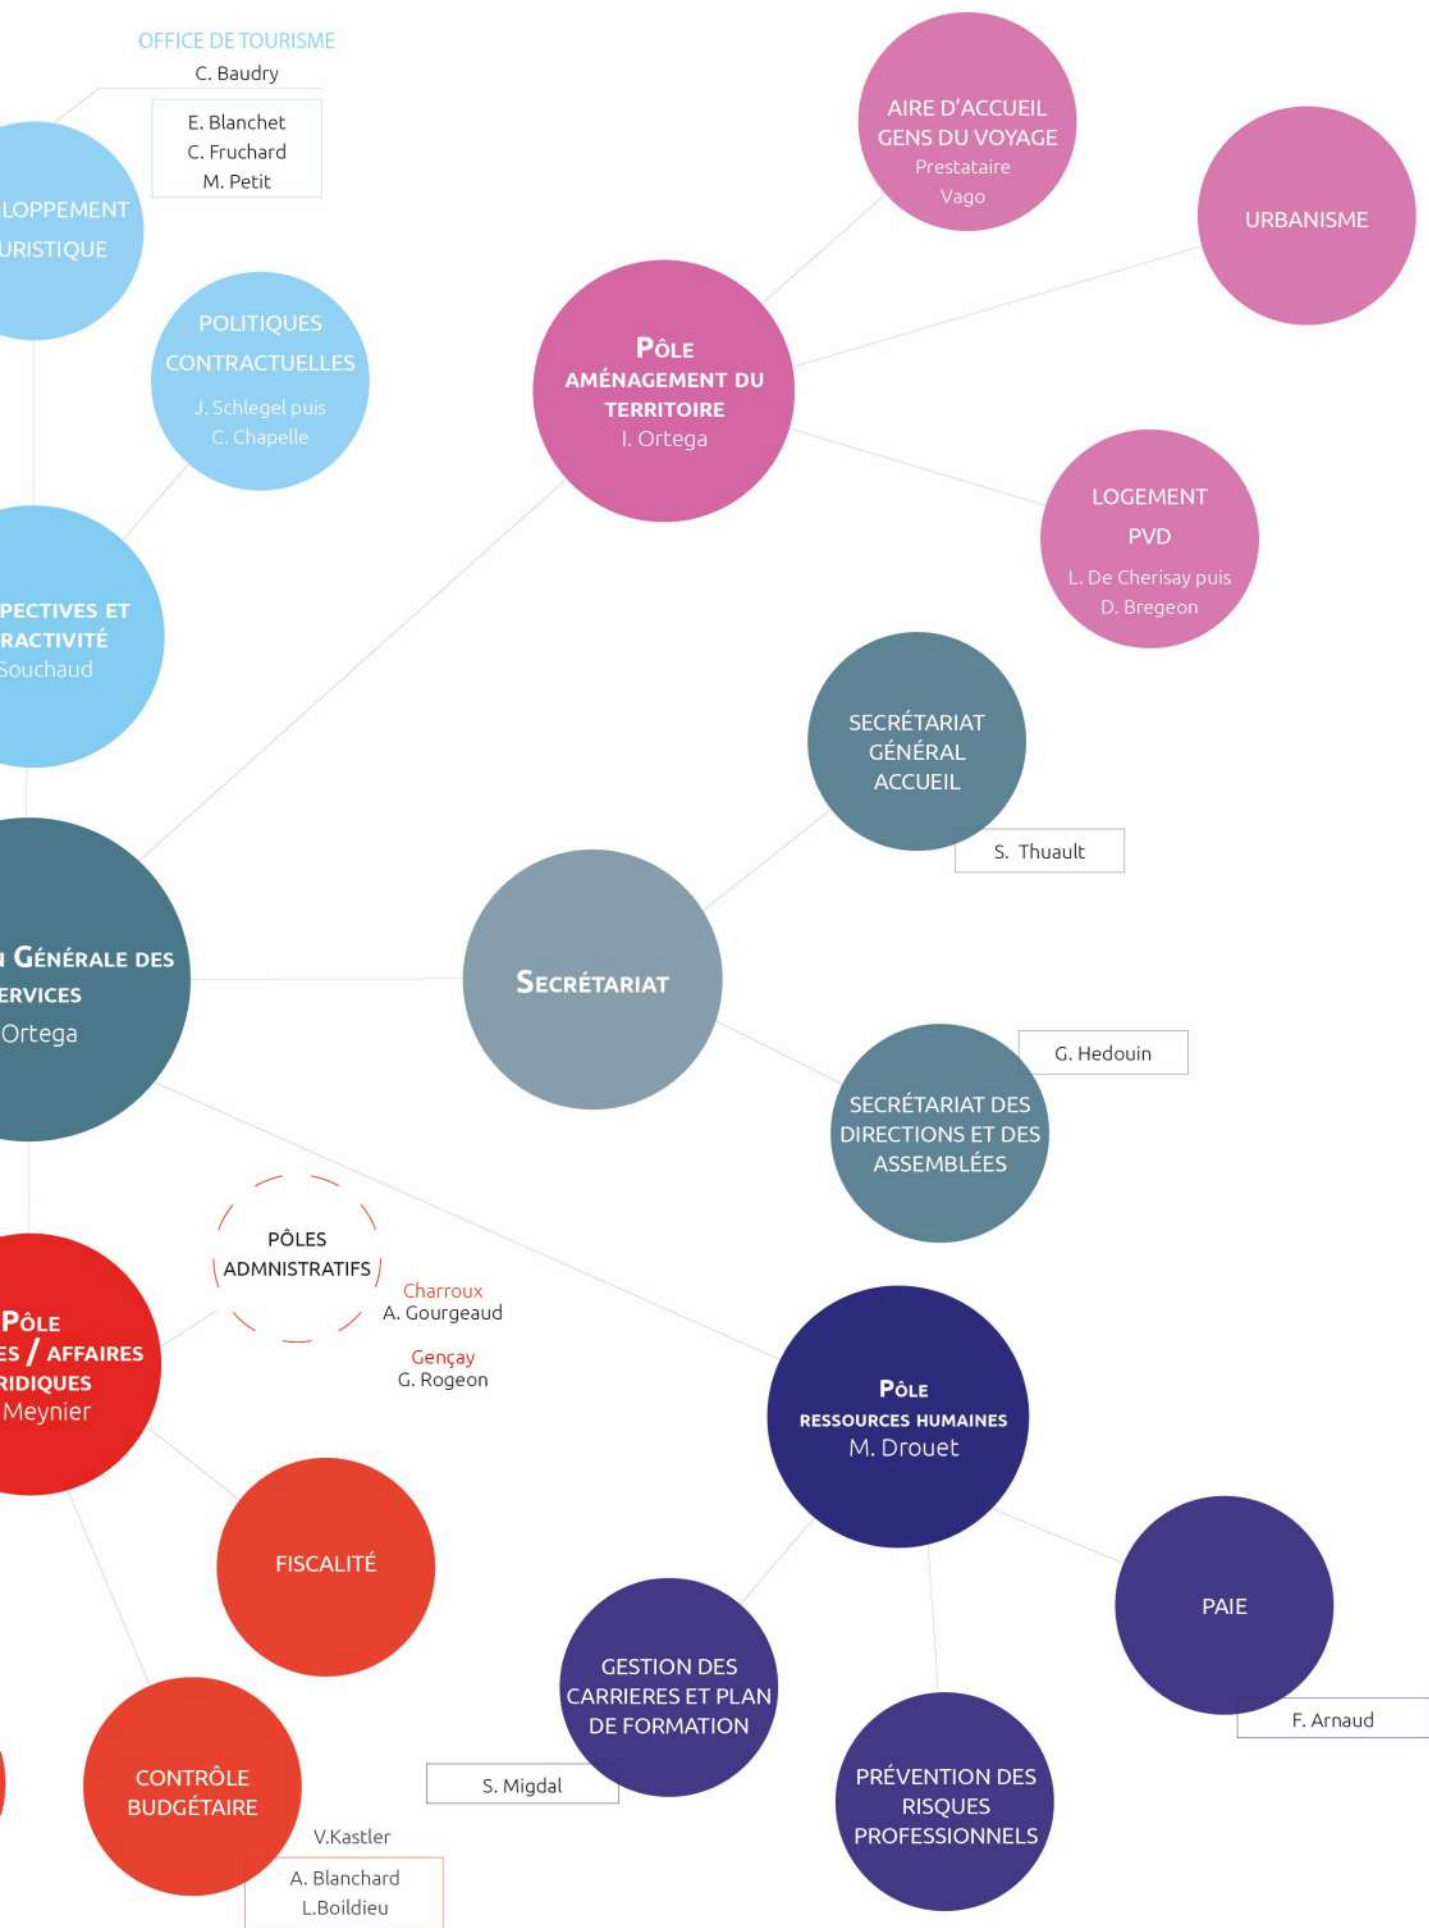 OFFICE DE TOURISME
C. Baudry
E. Blanchet
C. Fruchard
M. Petit
LOPPEMENT
URISTIQUE
POLITIQUES
CONTRACTUELLES
J. Schlegel puis
C. Chapelle
PECTIVES ET
RACTIVITÉ
Souchaud
AIRE D'ACCUEIL
GENS DU VOYAGE
Prestataire
Vago
URBANISME
PÔLE
AMÉNAGEMENT DU
TERRITOIRE
I. Ortega
LOGEMENT
PVD
L. De Cherisay puis
D. Bregeon
SECRÉTARIAT
GÉNÉRAL
ACCUEIL
S. Thuault
N GÉNÉRALE DES
ERVICES
Ortega
SECRÉTARIAT
G. Hedouin
SECRÉTARIAT DES
DIRECTIONS ET DES
ASSEMBLÉES
PÔLES
ADMNISTRATIFS
Charroux
A. Gourgeaud
Gençay
G. Rogeon
PÔLE
ES / AFFAIRES
RIDIQUES
Meynier
FISCALITÉ
CONTRÔLE
BUDGÉTAIRE
V.Kastler
A. Blanchard
L.Boildieu
PÔLE
RESSOURCES HUMAINES
M. Drouet
GESTION DES
CARRIERES ET PLAN
DE FORMATION
S. Migdal
PRÉVENTION DES
RISQUES
PROFESSIONNELS
PAIE
F. Arnaud